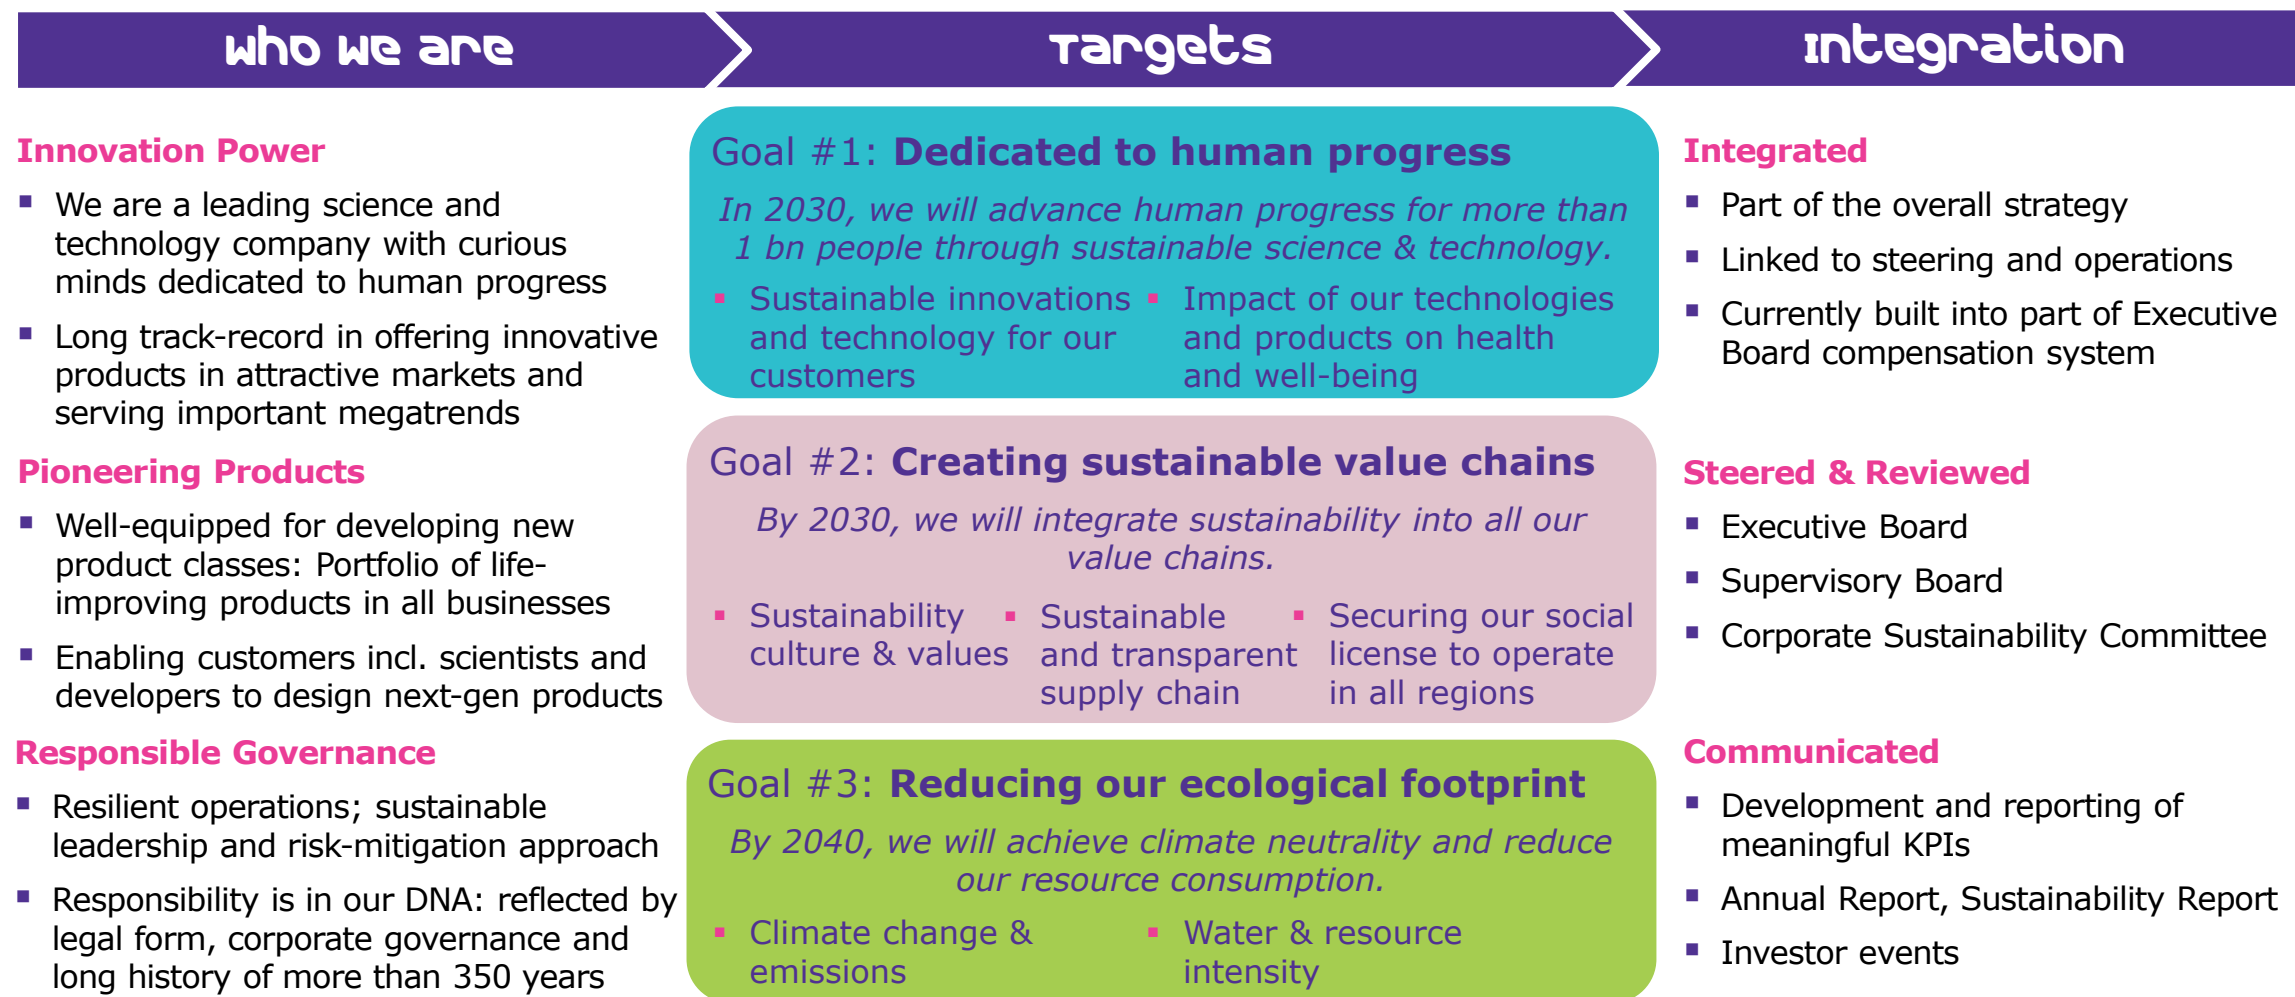 Who we are
Targets
Integration
Innovation Power
▪ We are a leading science and
technology company with curious
minds dedicated to human progress
▪ Long track-record in offering innovative
products in attractive markets and
serving important megatrends
Pioneering Products
▪ Well-equipped for developing new
product classes: Portfolio of life-
improving products in all businesses
▪ Enabling customers incl. scientists and
developers to design next-gen products
Responsible Governance
▪ Resilient operations; sustainable
leadership and risk-mitigation approach
▪ Responsibility is in our DNA: reflected by
legal form, corporate governance and
long history of more than 350 years
Goal #1: Dedicated to human progress
In 2030, we will advance human progress for more than
1 bn people through sustainable science & technology.
▪ Sustainable innovations
and technology for our
customers
▪ Impact of our technologies
and products on health
and well-being
Goal #2: Creating sustainable value chains
By 2030, we will integrate sustainability into all our
value chains.
▪ Sustainability
culture & values
▪ Sustainable
and transparent
supply chain
▪ Securing our social
license to operate
in all regions
Goal #3: Reducing our ecological footprint
By 2040, we will achieve climate neutrality and reduce
our resource consumption.
▪ Climate change &
emissions
▪ Water & resource
intensity
Integrated
▪ Part of the overall strategy
▪ Linked to steering and operations
▪ Currently built into part of Executive
Board compensation system
Steered & Reviewed
▪ Executive Board
▪ Supervisory Board
▪ Corporate Sustainability Committee
Communicated
▪ Development and reporting of
meaningful KPIs
▪ Annual Report, Sustainability Report
▪ Investor events